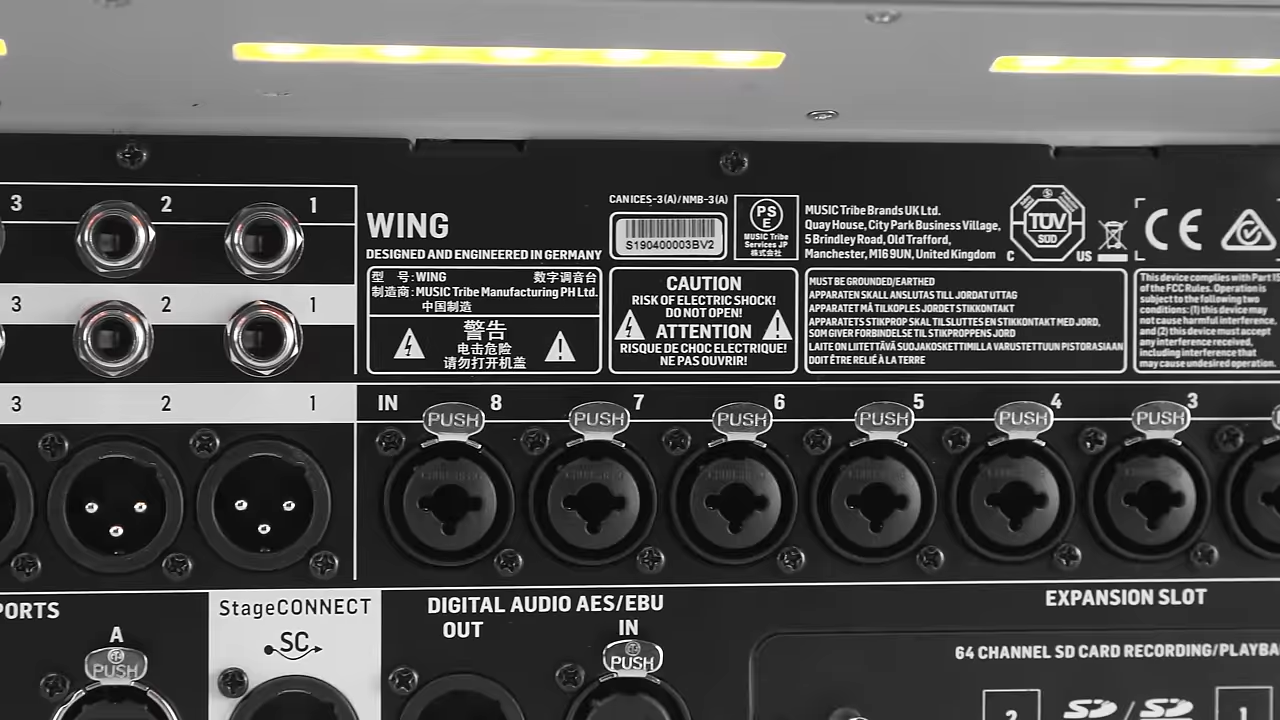 3 2 1
WING
DESIGNED AND ENGINEERED IN GERMANY
CAN ICES-3(A)/NMB-3(A)
S190400003BV2
PS
E
MUSIC Tribe
Services JP
株式会社
MUSIC Tribe Brands UK Ltd.
Quay House, City Park Business Village,
5 Brindley Road, Old Trafford,
Manchester, M16 9UN, United Kingdom
TÜV
SÜD
C US
CE
型 号: WING 数字调音台
制造商: MUSIC Tribe Manufacturing PH Ltd.
中国制造
警告
电击危险
请勿打开机盖
CAUTION
RISK OF ELECTRIC SHOCK!
DO NOT OPEN!
ATTENTION
RISQUE DE CHOC ELECTRIQUE!
NE PAS OUVRIR!
MUST BE GROUNDED/EARTHED
APPARATEN SKALL ANSLUTAS TILL JORDAT UTTAG
APPARATET MÅ TILKOPLES JORDET STIKKONTAKT
APPARATETS STIKPROP SKAL TILSLUTTES EN STIKKONTAKT MED JORD,
SOM GIVER FORBINDELSE TIL STIKPROPPENS JORD
LAITE ON LIITETTÄVÄ SUOJAKOSKETTIMILLA VARUSTETTUUN PISTORASIAAN
DOIT ÊTRE RELIÉ À LA TERRE
This device complies with Part 15
of the FCC Rules. Operation is
subject to the following two
conditions: (1) this device may
not cause harmful interference,
and (2) this device must accept
any interference received,
including interference that
may cause undesired operation.
3 2 1
3 2 1
IN 8 7 6 5 4 3
PUSH PUSH PUSH PUSH PUSH PUSH
PORTS
A
PUSH
StageCONNECT
SC
DIGITAL AUDIO AES/EBU
OUT IN
PUSH
EXPANSION SLOT
64 CHANNEL SD CARD RECORDING/PLAYBA
2 SD / SD 1